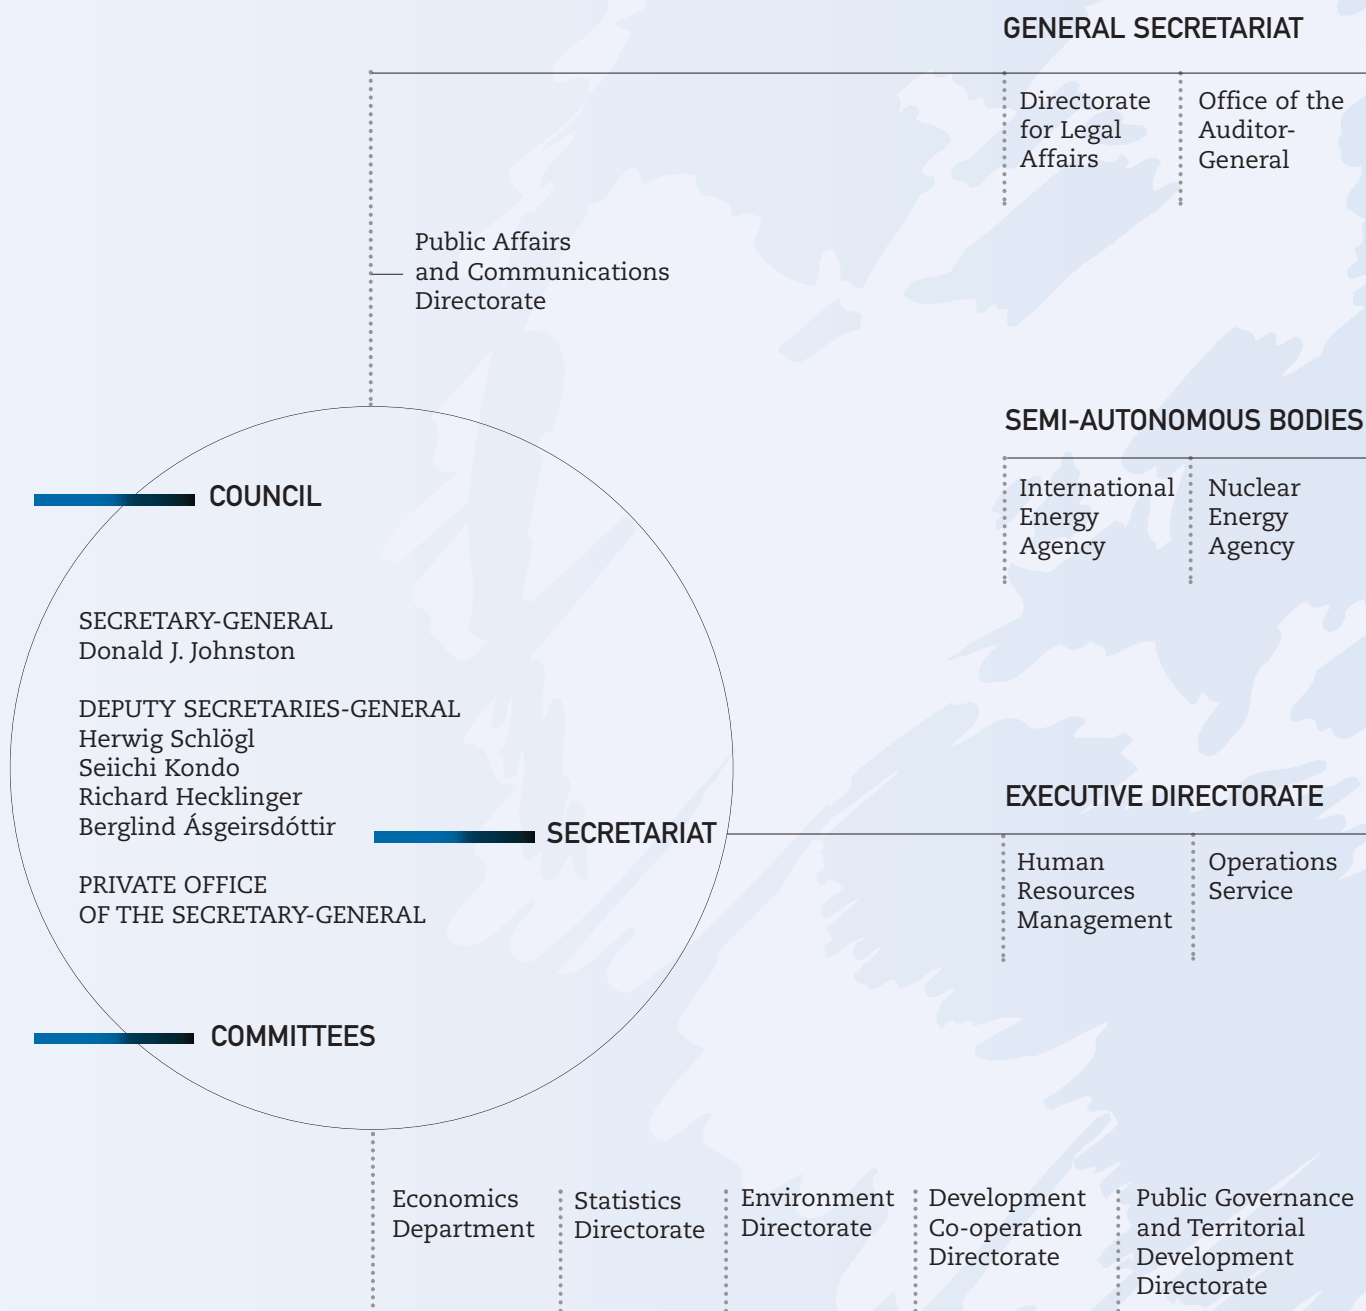 GENERAL SECRETARIAT
Directorate
for Legal
Affairs
Office of the
Auditor-
General
Public Affairs
and Communications
Directorate
SEMI-AUTONOMOUS BODIES
International
Energy
Agency
Nuclear
Energy
Agency
COUNCIL
SECRETARY-GENERAL
Donald J. Johnston
DEPUTY SECRETARIES-GENERAL
Herwig Schlögl
Seiichi Kondo
Richard Hecklinger
Berglind Ásgeirsdóttir
SECRETARIAT
PRIVATE OFFICE
OF THE SECRETARY-GENERAL
EXECUTIVE DIRECTORATE
Human
Resources
Management
Operations
Service
COMMITTEES
Economics
Department
Statistics
Directorate
Environment
Directorate
Development
Co-operation
Directorate
Public Governance
and Territorial
Development
Directorate